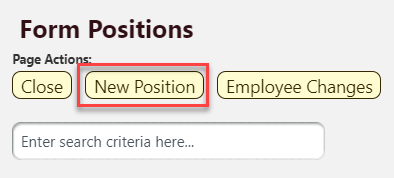 Form Positions
Page Actions:
Close New Position Employee Changes
Enter search criteria here...